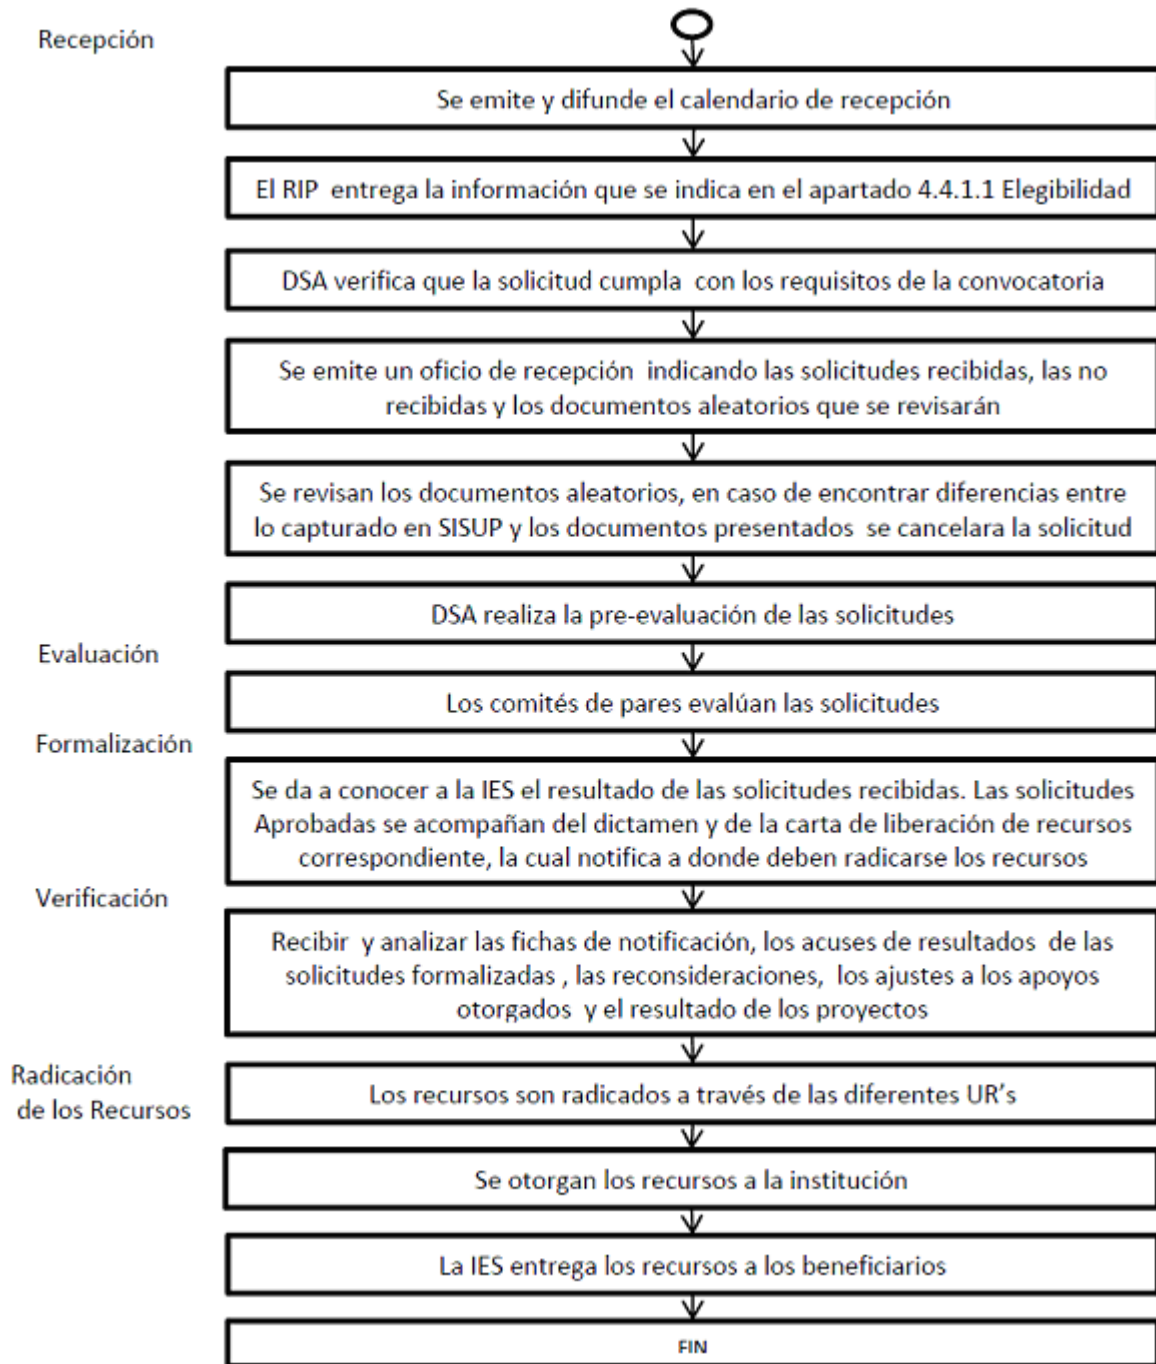 Recepción
Se emite y difunde el calendario de recepción
El RIP entrega la información que se indica en el apartado 4.4.1.1 Elegibilidad
DSA verifica que la solicitud cumpla con los requisitos de la convocatoria
Se emite un oficio de recepción indicando las solicitudes recibidas, las no
recibidas y los documentos aleatorios que se revisarán
Se revisan los documentos aleatorios, en caso de encontrar diferencias entre
lo capturado en SISUP y los documentos presentados se cancelara la solicitud
DSA realiza la pre-evaluación de las solicitudes
Evaluación
Los comités de pares evalúan las solicitudes
Formalización
Se da a conocer a la IES el resultado de las solicitudes recibidas. Las solicitudes
Aprobadas se acompañan del dictamen y de la carta de liberación de recursos
correspondiente, la cual notifica a donde deben radicarse los recursos
Verificación
Recibir y analizar las fichas de notificación, los acuses de resultados de las
solicitudes formalizadas , las reconsideraciones, los ajustes a los apoyos
otorgados y el resultado de los proyectos
Radicación
de los Recursos
Los recursos son radicados a través de las diferentes UR's
Se otorgan los recursos a la institución
La IES entrega los recursos a los beneficiarios
FIN